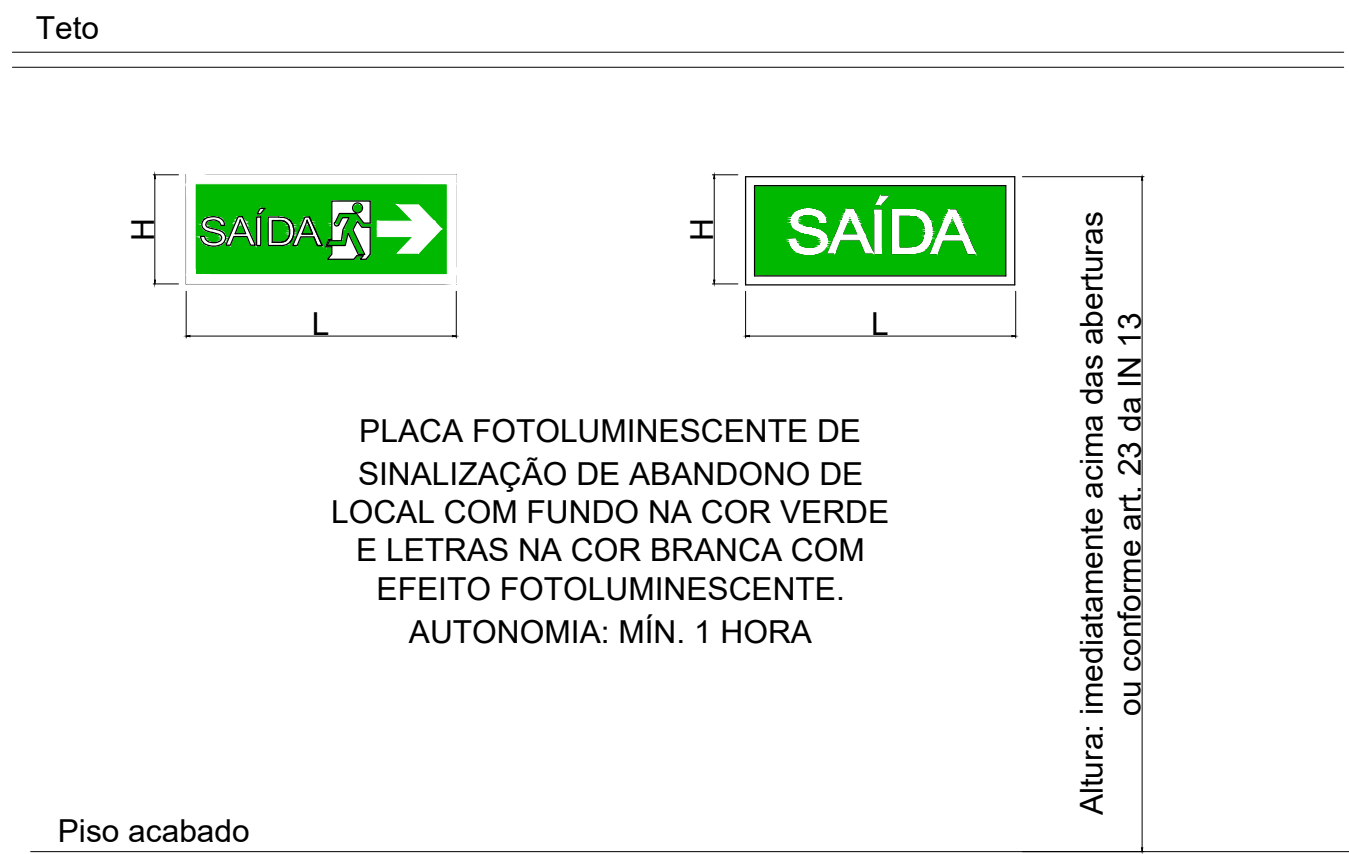 Teto
H
SAÍDA
L
H
SAÍDA
L
PLACA FOTOLUMINESCENTE DE
SINALIZAÇÃO DE ABANDONO DE
LOCAL COM FUNDO NA COR VERDE
E LETRAS NA COR BRANCA COM
EFEITO FOTOLUMINESCENTE.
AUTONOMIA: MÍN. 1 HORA
Altura: imediatamente acima das aberturas
ou conforme art. 23 da IN 13
Piso acabado